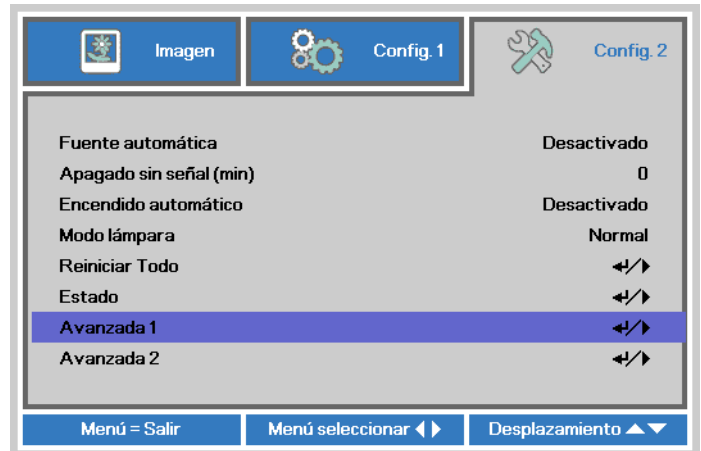 Imagen Config. 1 Config. 2
Fuente automática Desactivado
Apagado sin señal (min) 0
Encendido automático Desactivado
Modo lámpara Normal
Reiniciar Todo ↵/▶
Estado ↵/▶
Avanzada 1 ↵/▶
Avanzada 2 ↵/▶
Menú = Salir Menú seleccionar ◀▶ Desplazamiento ▲▼